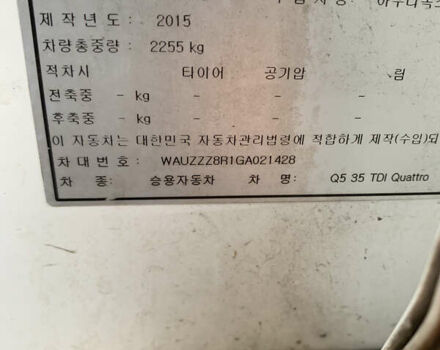 제 작 년 도 : 2015
차량총중량 : 2255 kg
적차시 타이어 공기압 림
전축중 - kg - - -
후축중 - kg - - -
이 자동차는 대한민국 자동차관리법령에 적합하게 제작(수입)되
차 대 번 호 : WAUZZZ8R1GA021428
차 종: 승용자동차 차 명: Q5 35 TDI Quattro